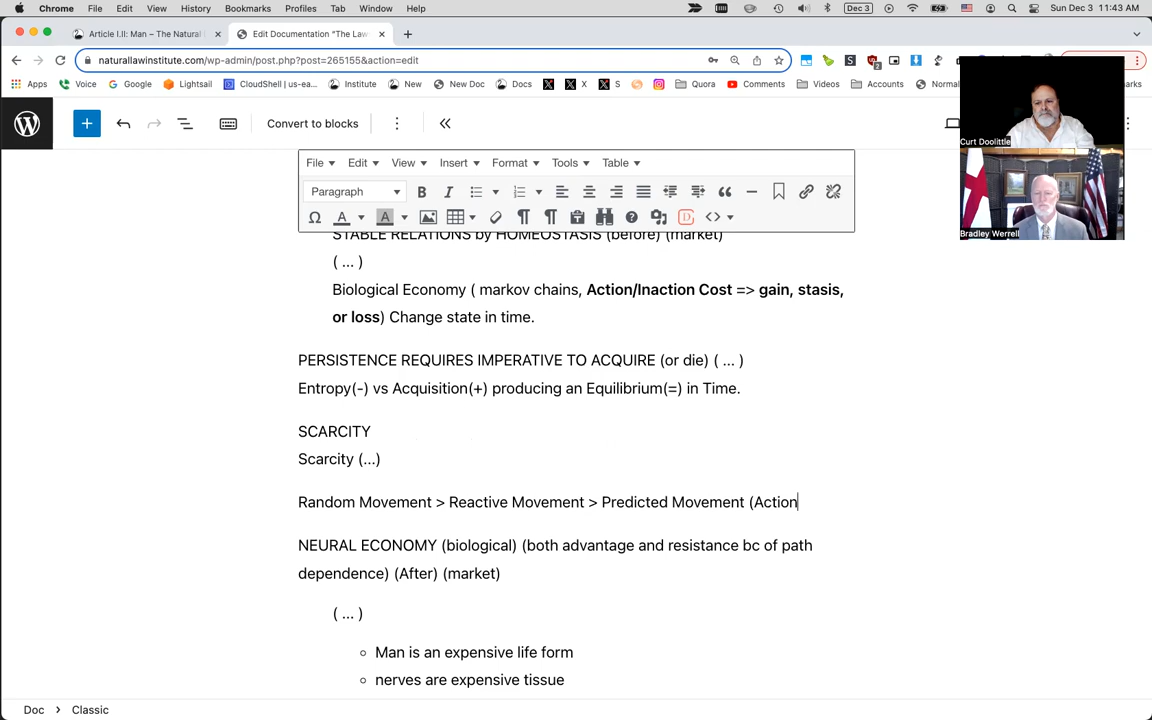 Chrome File Edit View History Bookmarks Profiles Tab Window Help Dec 3 Sun Dec 3 11:43 AM
Article I.II: Man – The Natural Edit Documentation “The Law
naturallawinstitute.com/wp-admin/post.php?post=265155&action=edit
Apps Voice Google Lightsail CloudShell | us-ea... Institute New New Doc Docs X S Quora Comments Videos Accounts Normal marks
Convert to blocks
Curt Doolittle
Bradley Werrell
File Edit View Insert Format Tools Table
Paragraph
STABLE RELATIONS by HOMEOSTASIS (before) (market)
( ... )
Biological Economy ( markov chains, Action/Inaction Cost => gain, stasis,
or loss) Change state in time.
PERSISTENCE REQUIRES IMPERATIVE TO ACQUIRE (or die) ( ... )
Entropy(-) vs Acquisition(+) producing an Equilibrium(=) in Time.
SCARCITY
Scarcity (...)
Random Movement > Reactive Movement > Predicted Movement (Action
NEURAL ECONOMY (biological) (both advantage and resistance bc of path
dependence) (After) (market)
( ... )
Man is an expensive life form
nerves are expensive tissue
Doc > Classic